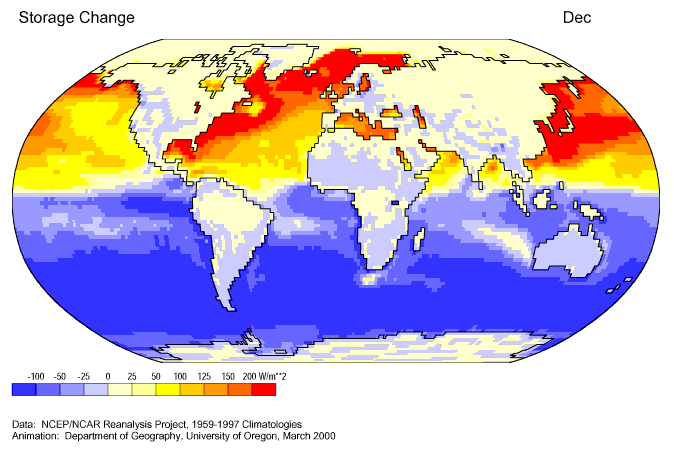 Storage Change
Dec
-100 -50 -25 0 25 50 100 125 150 200 W/m**2
Data: NCEP/NCAR Reanalysis Project, 1959-1997 Climatologies
Animation: Department of Geography, University of Oregon, March 2000